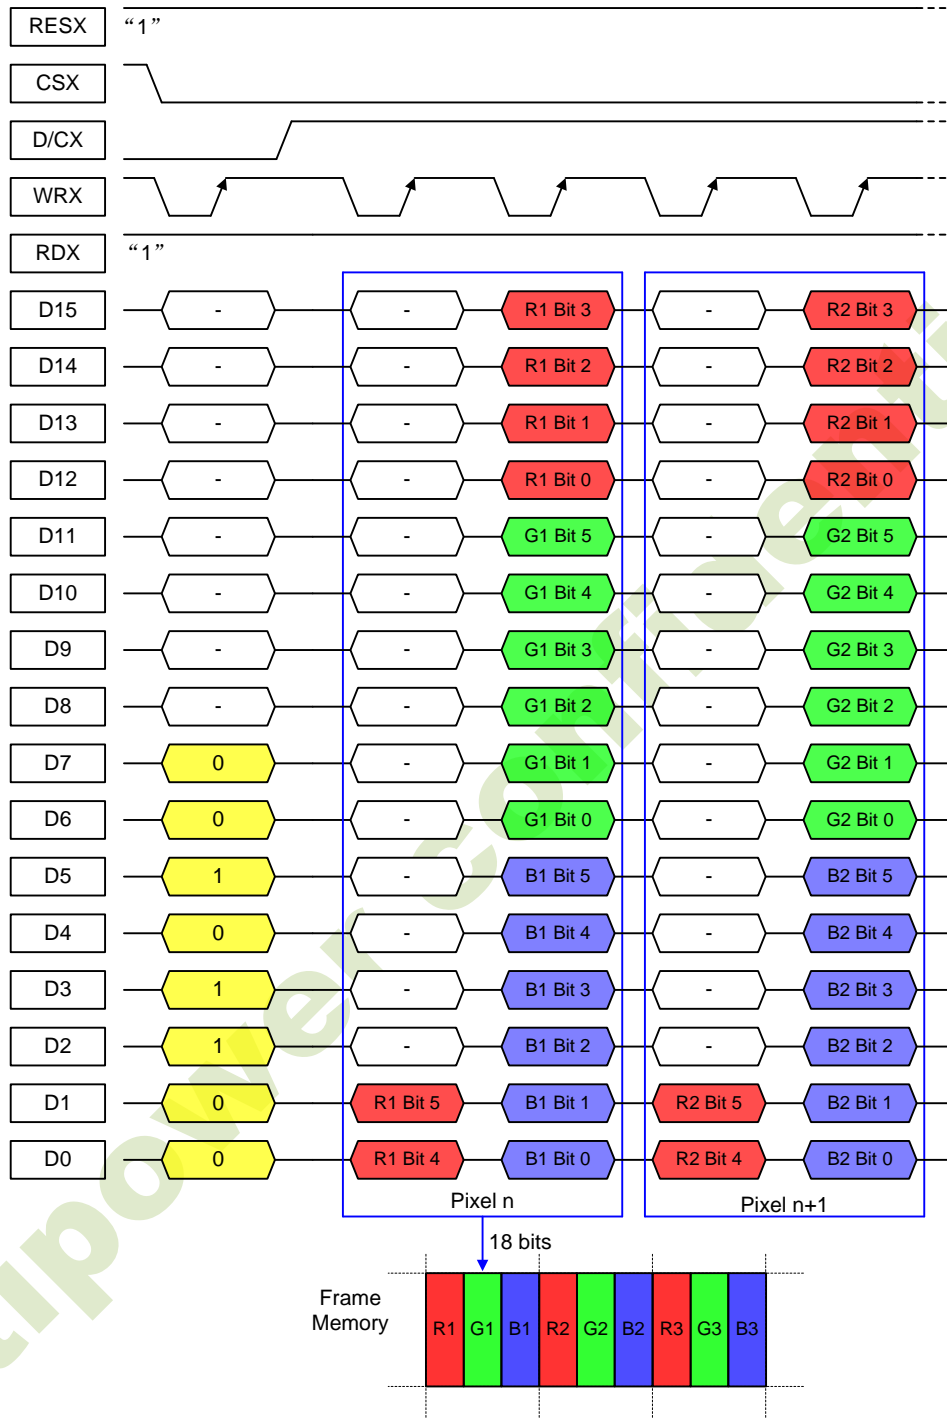 RESX “1”
CSX
D/CX
WRX
RDX “1”
D15 - - R1 Bit 3 - R2 Bit 3
D14 - - R1 Bit 2 - R2 Bit 2
D13 - - R1 Bit 1 - R2 Bit 1
D12 - - R1 Bit 0 - R2 Bit 0
D11 - - G1 Bit 5 - G2 Bit 5
D10 - - G1 Bit 4 - G2 Bit 4
D9 - - G1 Bit 3 - G2 Bit 3
D8 - - G1 Bit 2 - G2 Bit 2
D7 0 - G1 Bit 1 - G2 Bit 1
D6 0 - G1 Bit 0 - G2 Bit 0
D5 1 - B1 Bit 5 - B2 Bit 5
D4 0 - B1 Bit 4 - B2 Bit 4
D3 1 - B1 Bit 3 - B2 Bit 3
D2 1 - B1 Bit 2 - B2 Bit 2
D1 0 R1 Bit 5 B1 Bit 1 R2 Bit 5 B2 Bit 1
D0 0 R1 Bit 4 B1 Bit 0 R2 Bit 4 B2 Bit 0
Pixel n Pixel n+1
18 bits
Frame
Memory
R1 G1 B1 R2 G2 B2 R3 G3 B3
tipower confidenti